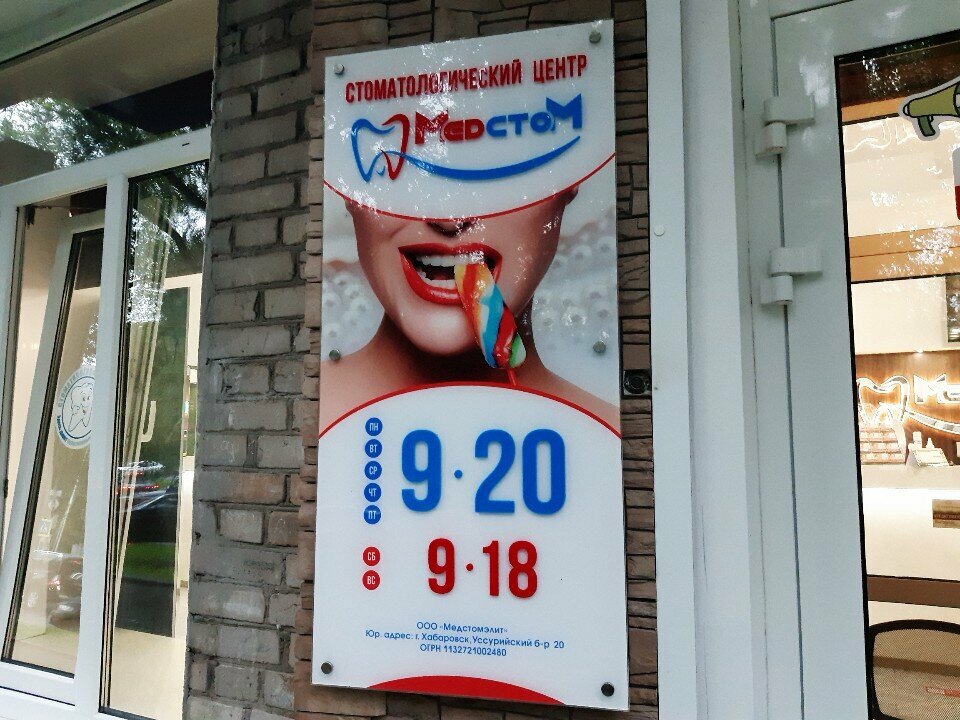 СТОМАТОЛОГИЧЕСКИЙ ЦЕНТР
МЕДСТОМ
ПН
ВТ
СР
ЧТ
ПТ
9·20
СБ
ВС
9·18
ООО «Медстомэлит»
Юр. адрес: г. Хабаровск,Уссурийский б-р 20
ОГРН 1132721002480